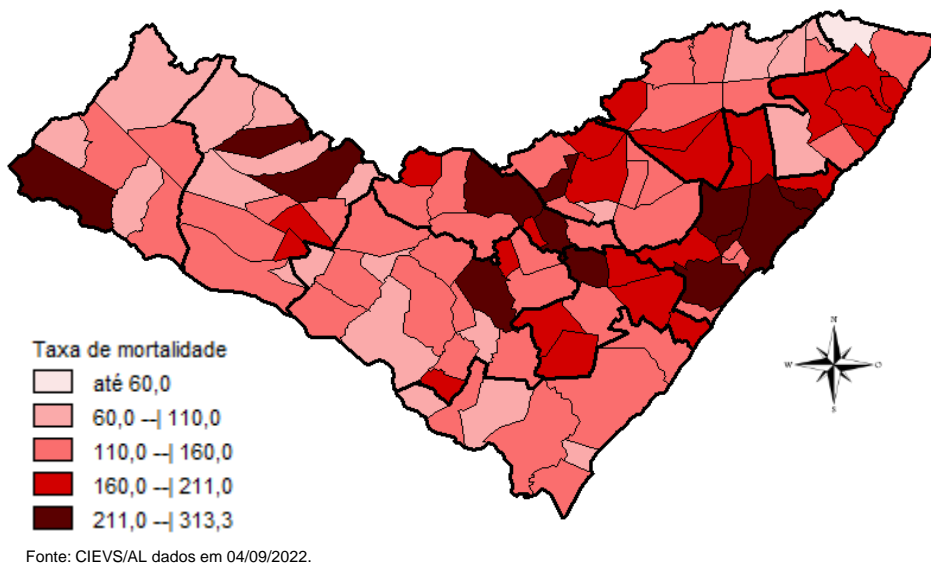 N
W
O
S
Taxa de mortalidade
até 60,0
60,0 --| 110,0
110,0 --| 160,0
160,0 --| 211,0
211,0 --| 313,3
Fonte: CIEVS/AL dados em 04/09/2022.